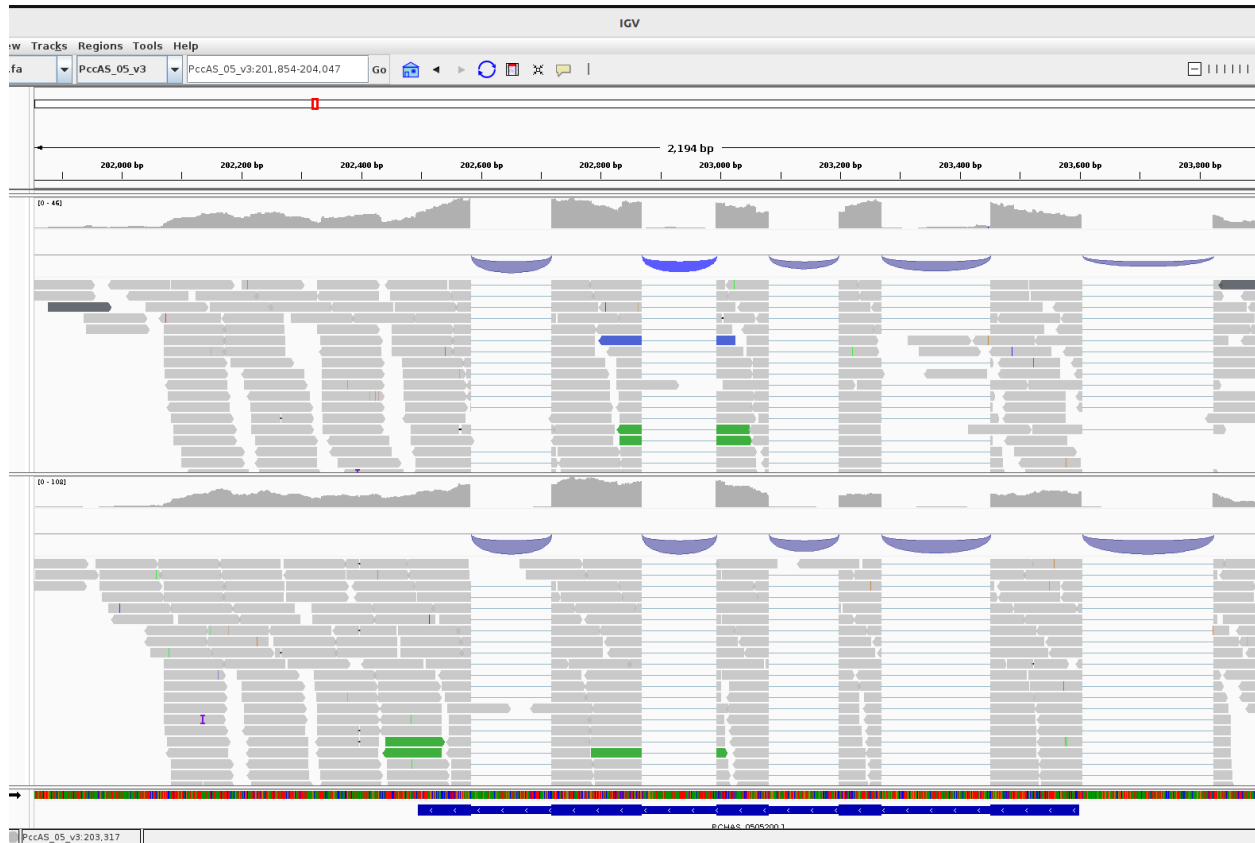 IGV
ew Tracks Regions Tools Help
.fa PccAS_05_v3 PccAS_05_v3:201,854-204,047 Go
2,194 bp
202,000 bp 202,200 bp 202,400 bp 202,600 bp 202,800 bp 203,000 bp 203,200 bp 203,400 bp 203,600 bp 203,800 bp
[0 - 46]
[0 - 108]
PCHAS_0505200.1
PccAS_05_v3:203,317